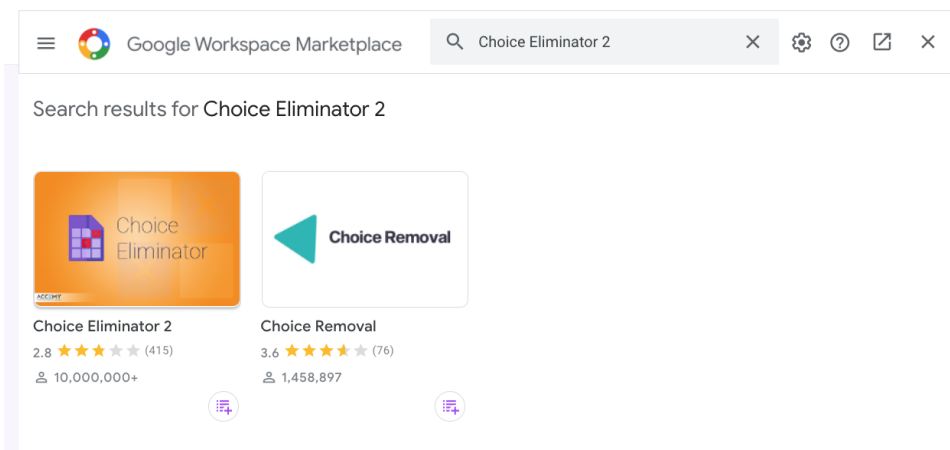 Google Workspace Marketplace
Choice Eliminator 2
Search results for Choice Eliminator 2
Choice
Eliminator
Choice Removal
Choice Eliminator 2
Choice Removal
2.8 (415)
3.6 (76)
10,000,000+
1,458,897